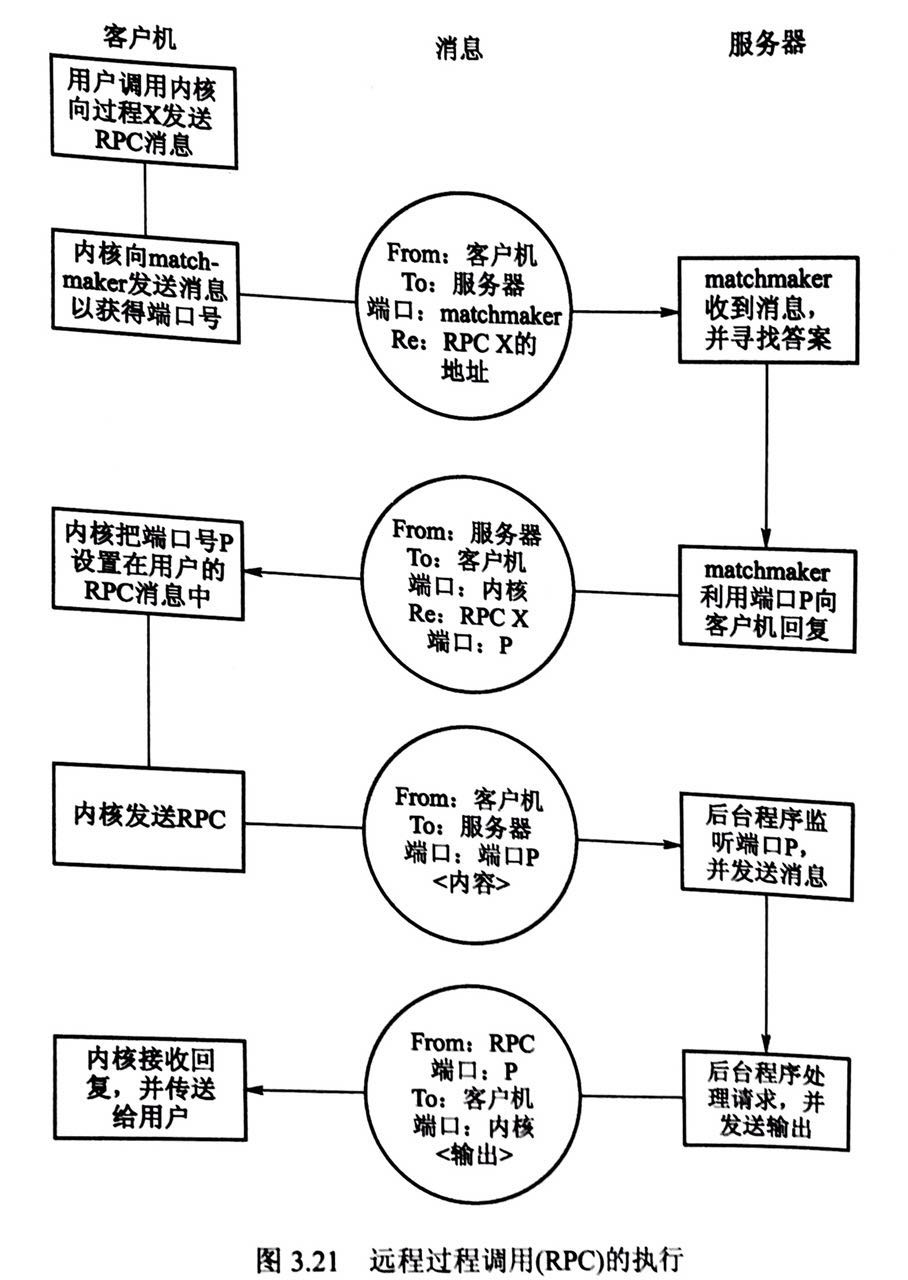 客户机
消息
服务器
用户调用内核
向过程X发送
RPC消息
内核向match-
maker发送消息
以获得端口号
From：客户机
To：服务器
端口：matchmaker
Re：RPC X的
地址
matchmaker
收到消息，
并寻找答案
内核把端口号P
设置在用户的
RPC消息中
From：服务器
To：客户机
端口：内核
Re：RPC X
端口：P
matchmaker
利用端口P向
客户机回复
内核发送RPC
From：客户机
To：服务器
端口：端口P
<内容>
后台程序监
听端口P，
并发送消息
内核接收回
复，并传送
给用户
From：RPC
端口：P
To：客户机
端口：内核
<输出>
后台程序处
理请求，并
发送输出
图 3.21 远程过程调用(RPC)的执行